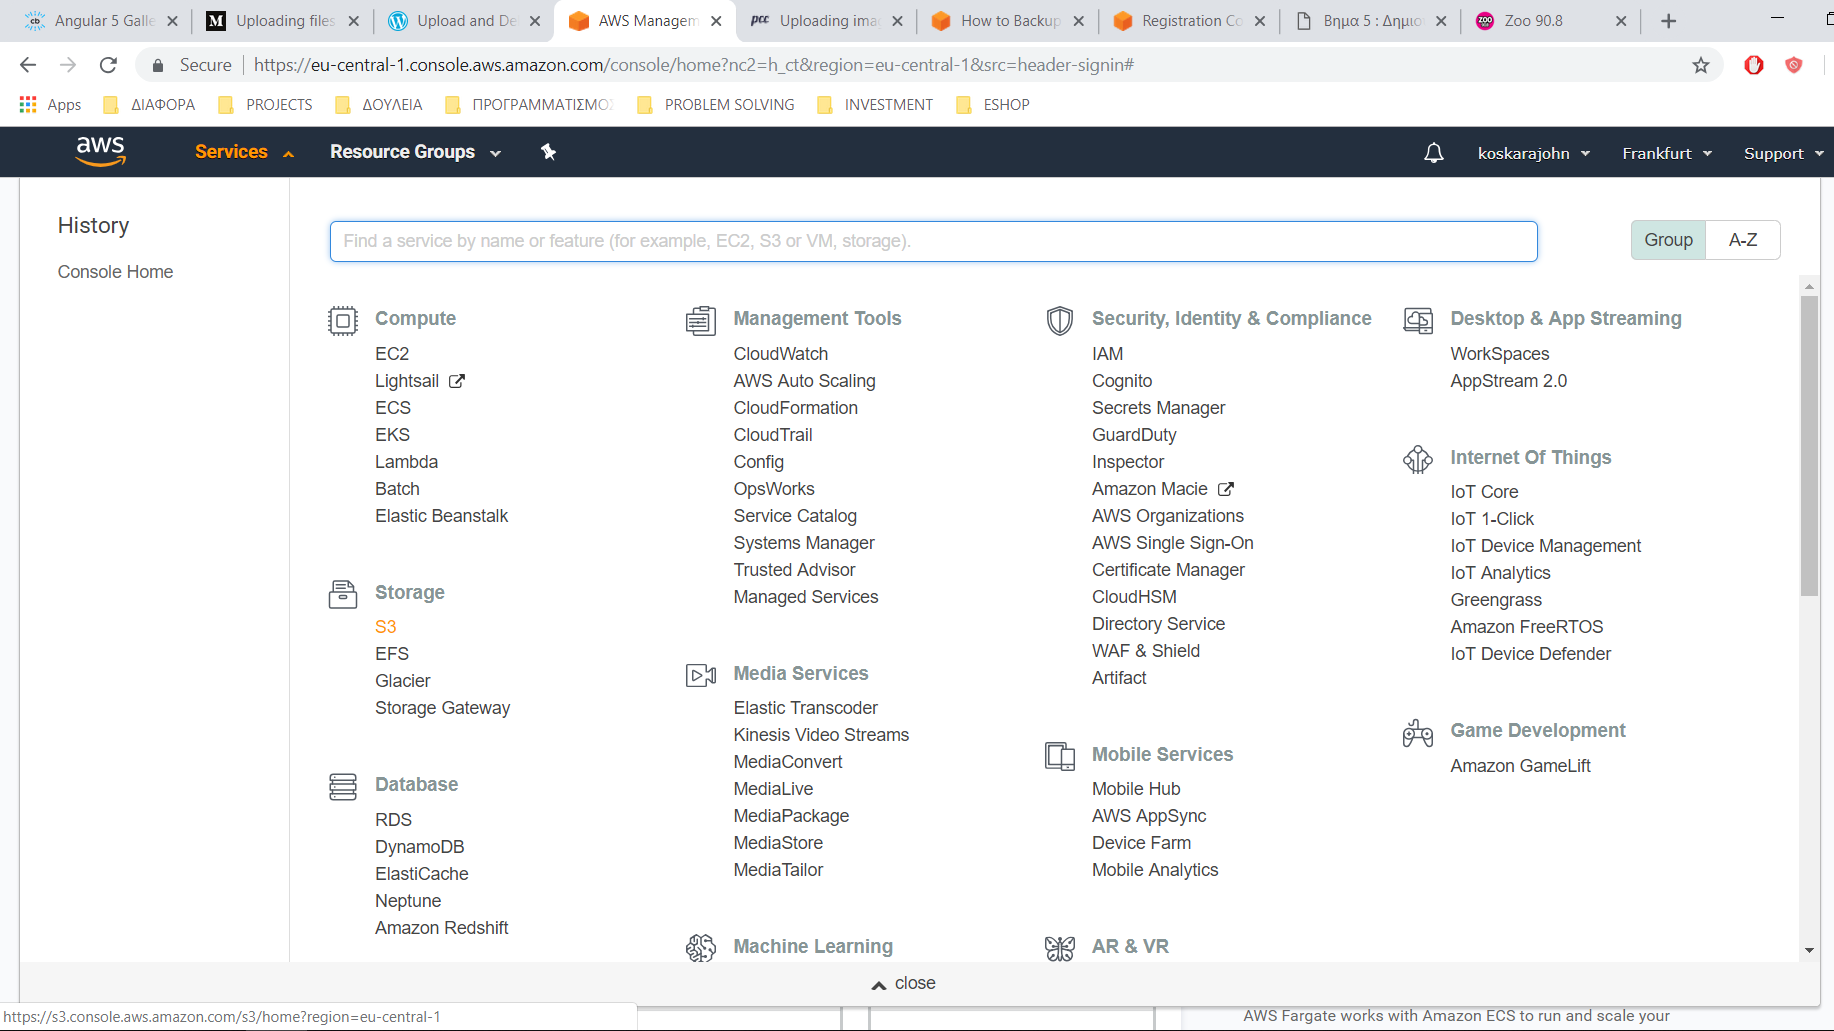 Angular 5 Galle
Uploading files
Upload and De
AWS Managem
pcc Uploading ima
How to Backup
Registration Co
Βημα 5 : Δημιο
Zoo 90.8
Secure
https://eu-central-1.console.aws.amazon.com/console/home?nc2=h_ct&region=eu-central-1&src=header-signin#
Apps
ΔΙΑΦΟΡΑ
PROJECTS
ΔΟΥΛΕΙΑ
ΠΡΟΓΡΑΜΜΑΤΙΣΜΟΣ
PROBLEM SOLVING
INVESTMENT
ESHOP
aws
Services
Resource Groups
koskarajohn
Frankfurt
Support
History
Console Home
Find a service by name or feature (for example, EC2, S3 or VM, storage).
Group
A-Z
Compute
EC2
Lightsail
ECS
EKS
Lambda
Batch
Elastic Beanstalk
Storage
S3
EFS
Glacier
Storage Gateway
Database
RDS
DynamoDB
ElastiCache
Neptune
Amazon Redshift
Management Tools
CloudWatch
AWS Auto Scaling
CloudFormation
CloudTrail
Config
OpsWorks
Service Catalog
Systems Manager
Trusted Advisor
Managed Services
Media Services
Elastic Transcoder
Kinesis Video Streams
MediaConvert
MediaLive
MediaPackage
MediaStore
MediaTailor
Machine Learning
Security, Identity & Compliance
IAM
Cognito
Secrets Manager
GuardDuty
Inspector
Amazon Macie
AWS Organizations
AWS Single Sign-On
Certificate Manager
CloudHSM
Directory Service
WAF & Shield
Artifact
Mobile Services
Mobile Hub
AWS AppSync
Device Farm
Mobile Analytics
AR & VR
Desktop & App Streaming
WorkSpaces
AppStream 2.0
Internet Of Things
IoT Core
IoT 1-Click
IoT Device Management
IoT Analytics
Greengrass
Amazon FreeRTOS
IoT Device Defender
Game Development
Amazon GameLift
close
https://s3.console.aws.amazon.com/s3/home?region=eu-central-1
AWS Fargate works with Amazon ECS to run and scale your